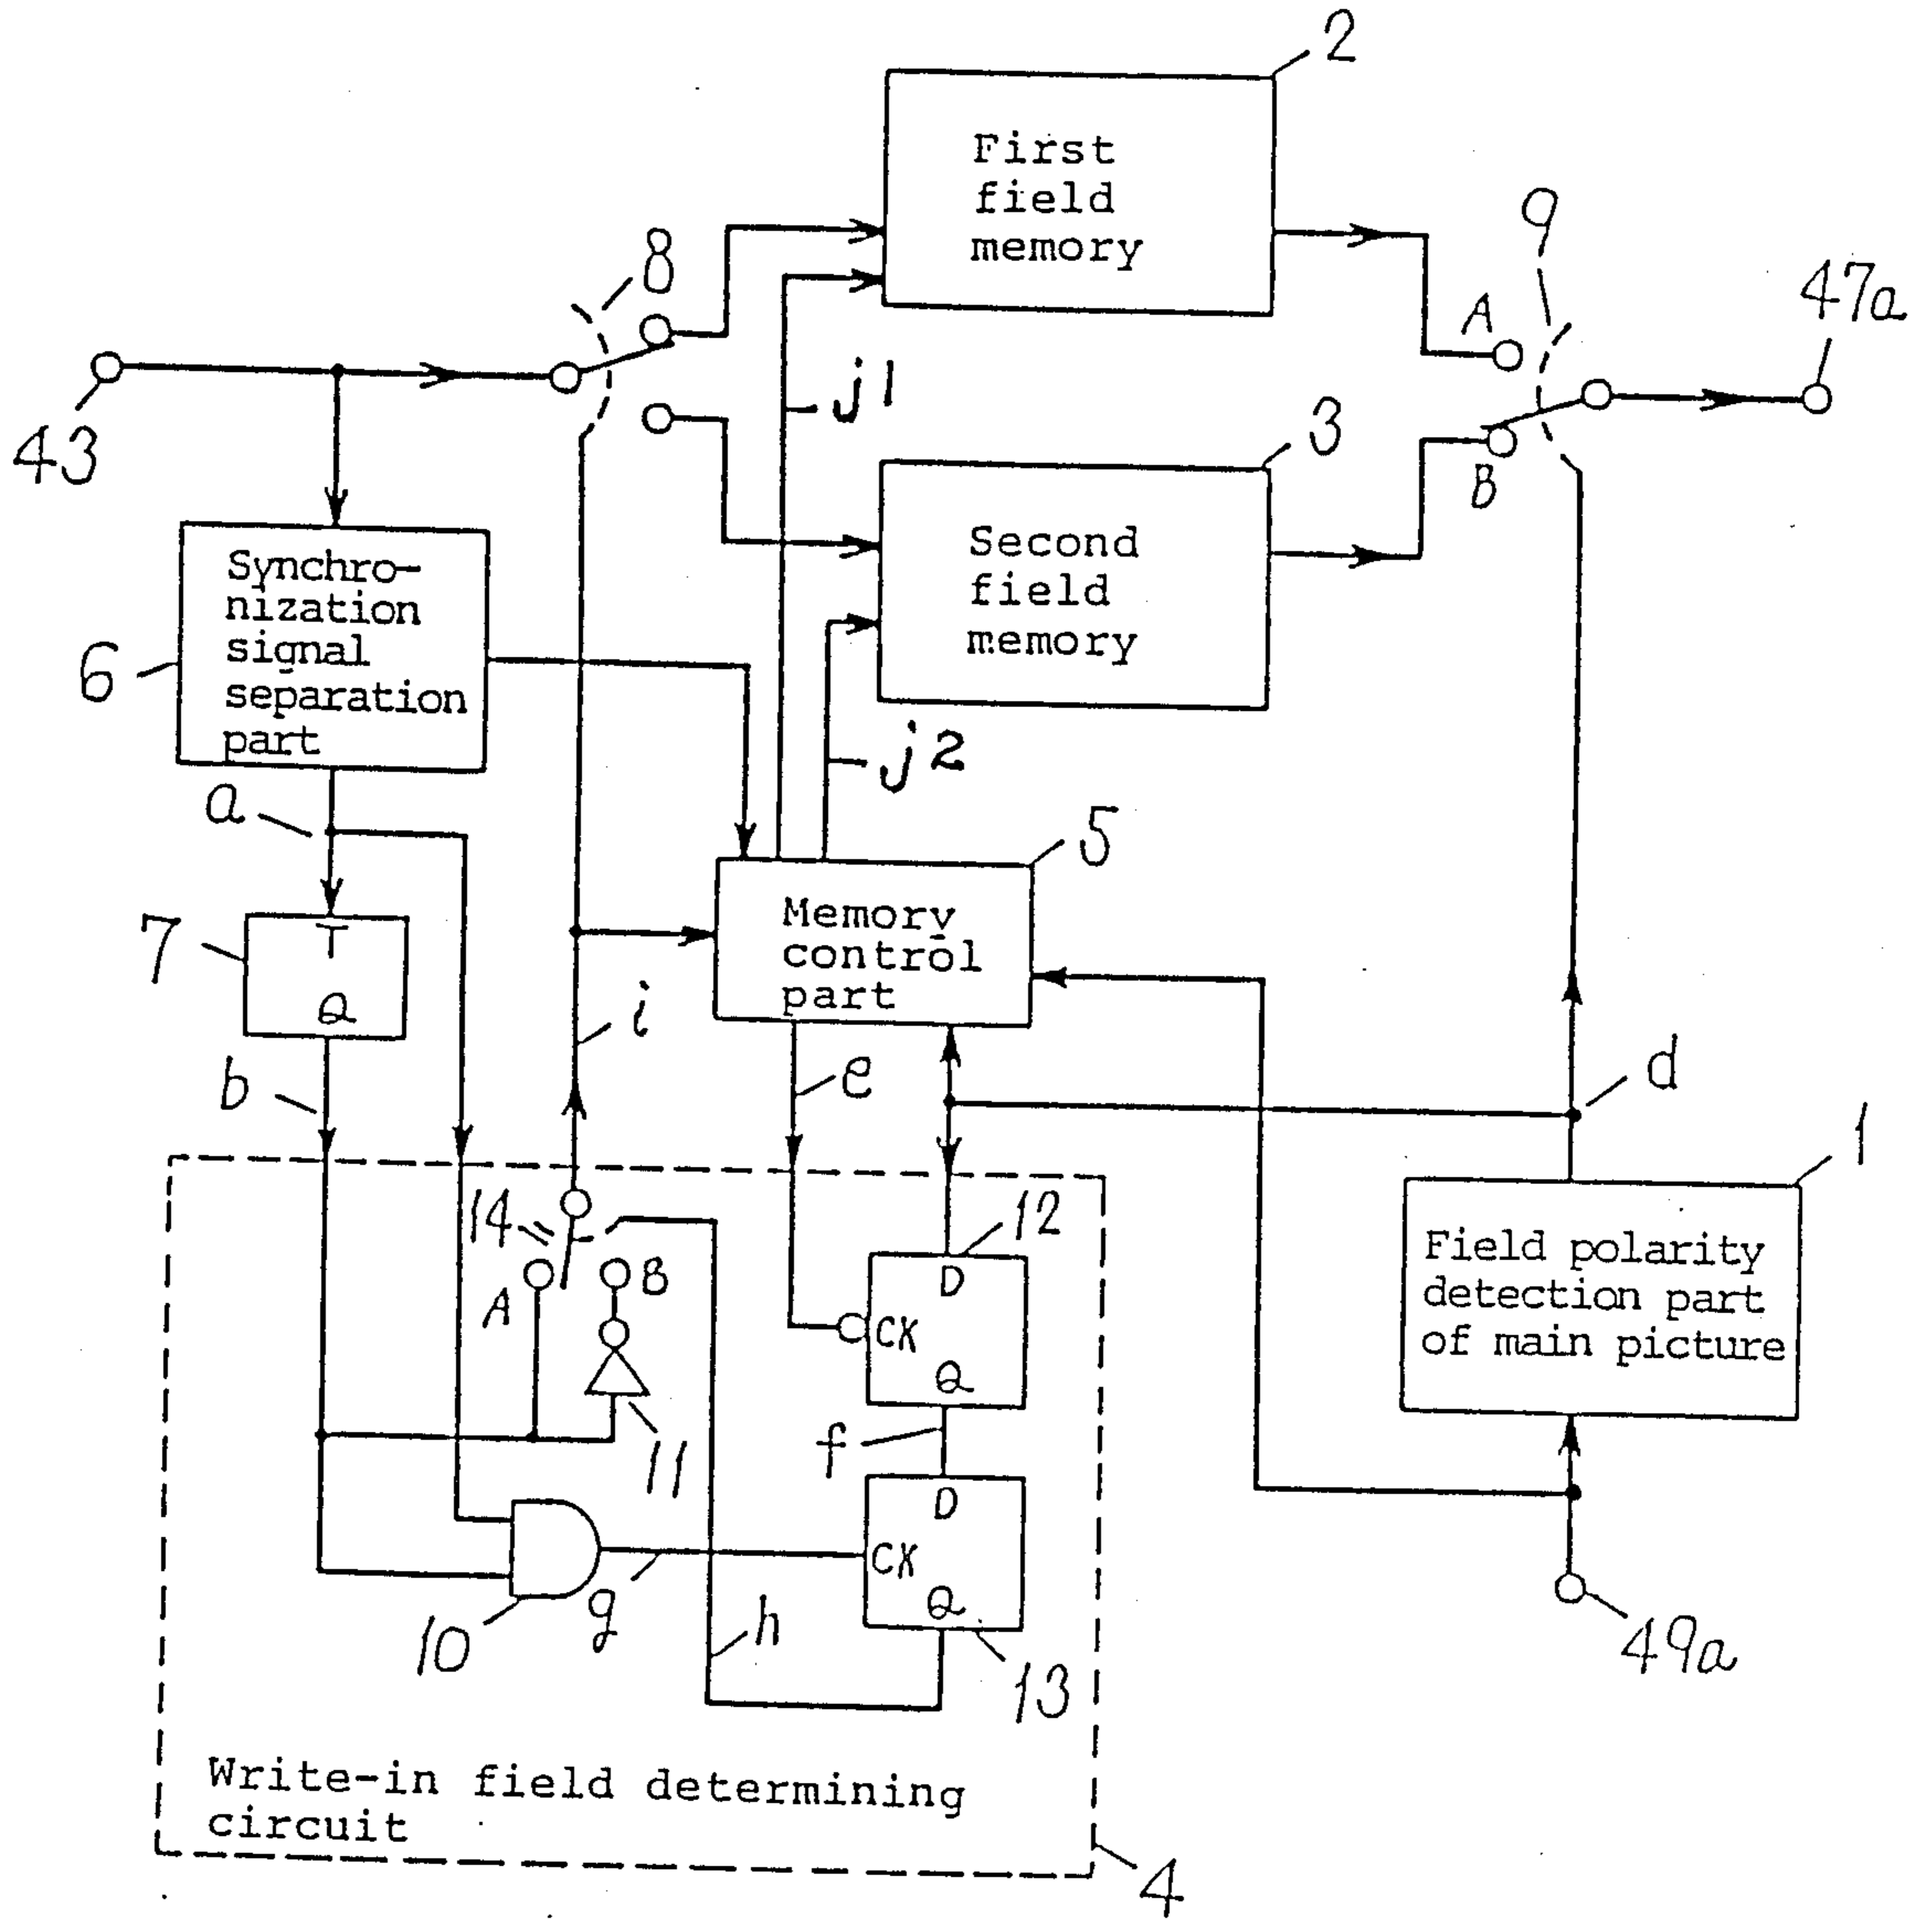 2
First
field
memory
9
8
47a
A
43
j1
3
B
Second
field
memory
Synchro-
nization
signal
separation
part
6
j2
a
5
Memory
control
part
7
T
Q
i
e
d
b
1
14
12
Field polarity
detection part
of main picture
A
B
D
CK
Q
11
f
D
CK
Q
10
g
h
13
49a
Write-in field determining
circuit
4